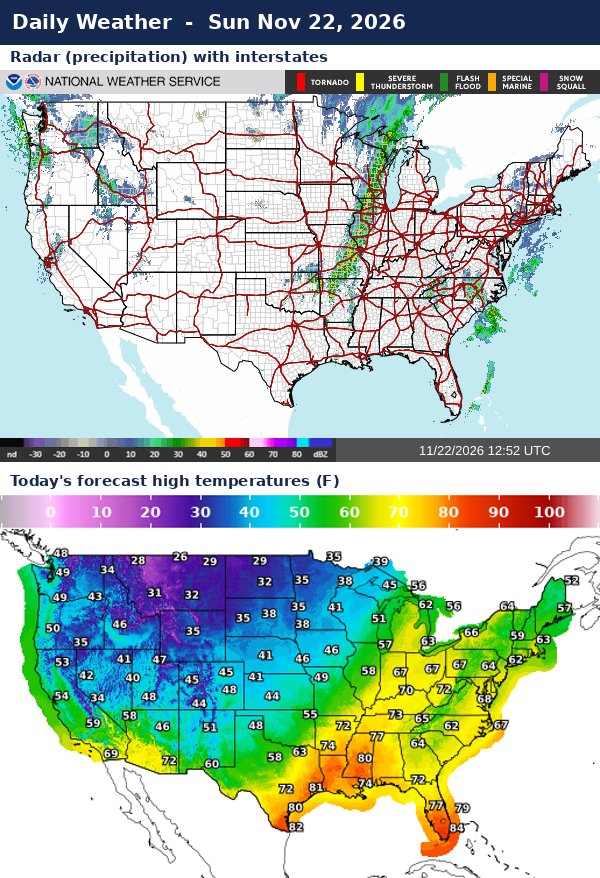 Daily Weather  -  Sun Nov 22, 2026
Radar (precipitation) with interstates
NATIONAL WEATHER SERVICE
TORNADO
SEVERE THUNDERSTORM
FLASH FLOOD
SPECIAL MARINE
SNOW SQUALL
nd -30 -20 -10 0 10 20 30 40 50 60 70 80 dBZ
11/22/2026 12:52 UTC
Today's forecast high temperatures (F)
0 10 20 30 40 50 60 70 80 90 100
48 28 26 29 29 35 39
49 34 32 35 38 45 56 52
49 43 31 32 35 41 62 56 64 57
50 46 35 35 38 38 51 63 66 59 63
35 46 57
53 41 47 41 46 58 67 67 67 64 62
42 40 45 45 41 49
54 34 48 44 48 44 70 72 68
59 58 46 51 48 55 72 73 65 62 67
69 72 60 58 63 74 77 64
80
72 81 74 72
80 77 79
82 84